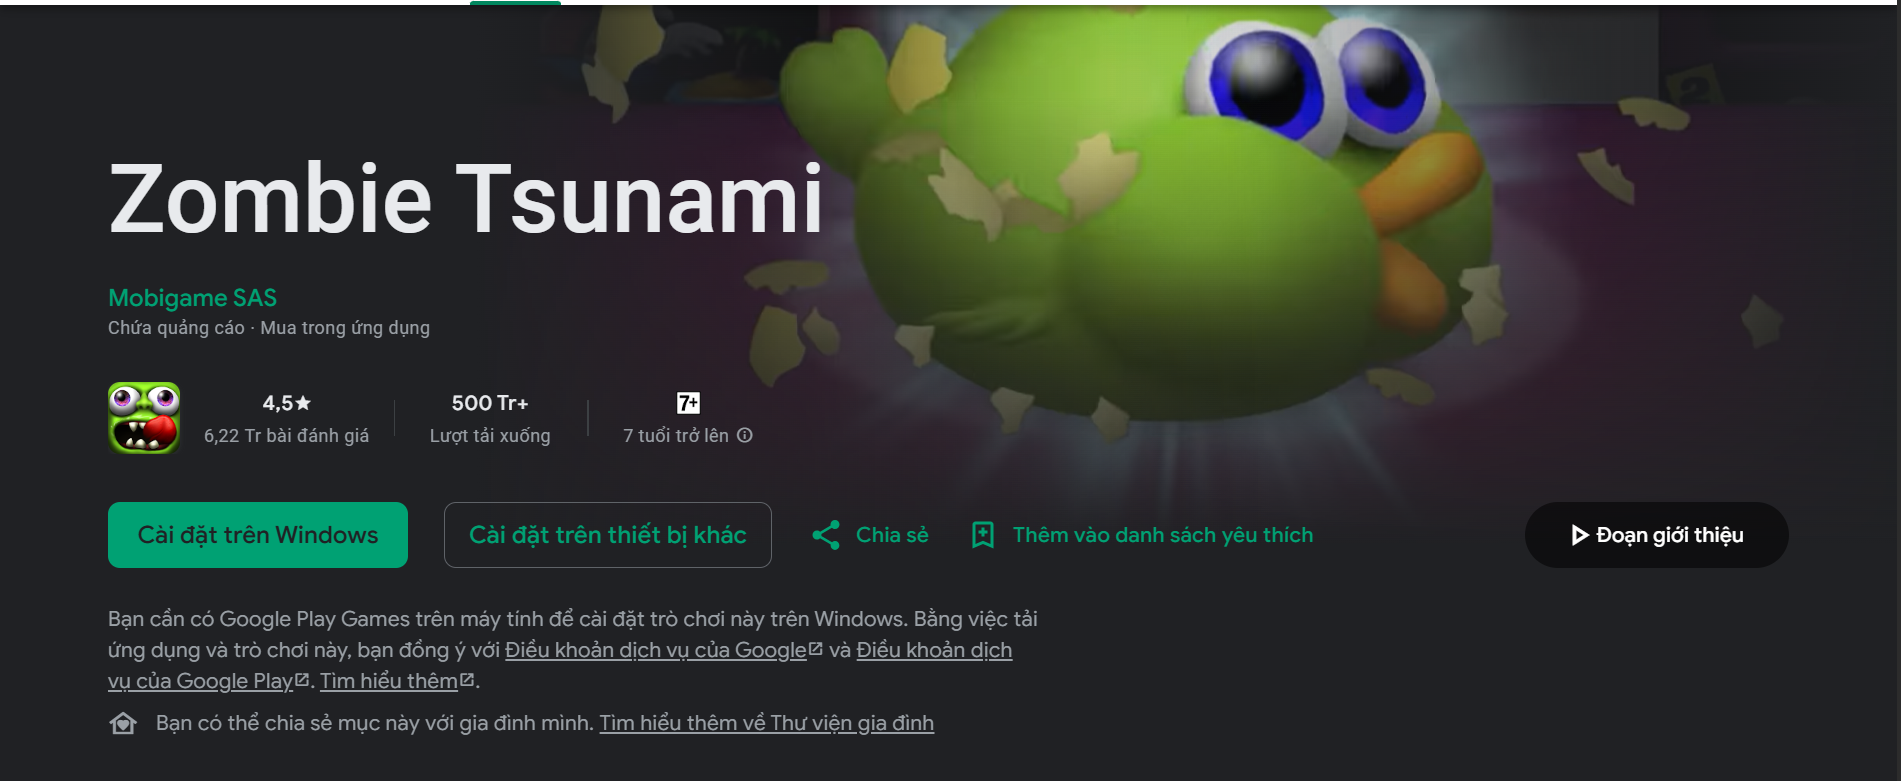 Zombie Tsunami
Mobigame SAS
Chứa quảng cáo · Mua trong ứng dụng
4,5★
6,22 Tr bài đánh giá
500 Tr+
Lượt tải xuống
7+
7 tuổi trở lên
Cài đặt trên Windows
Cài đặt trên thiết bị khác
Chia sẻ
Thêm vào danh sách yêu thích
Đoạn giới thiệu
Bạn cần có Google Play Games trên máy tính để cài đặt trò chơi này trên Windows. Bằng việc tải
ứng dụng và trò chơi này, bạn đồng ý với Điều khoản dịch vụ của Google và Điều khoản dịch
vụ của Google Play. Tìm hiểu thêm.
Bạn có thể chia sẻ mục này với gia đình mình. Tìm hiểu thêm về Thư viện gia đình